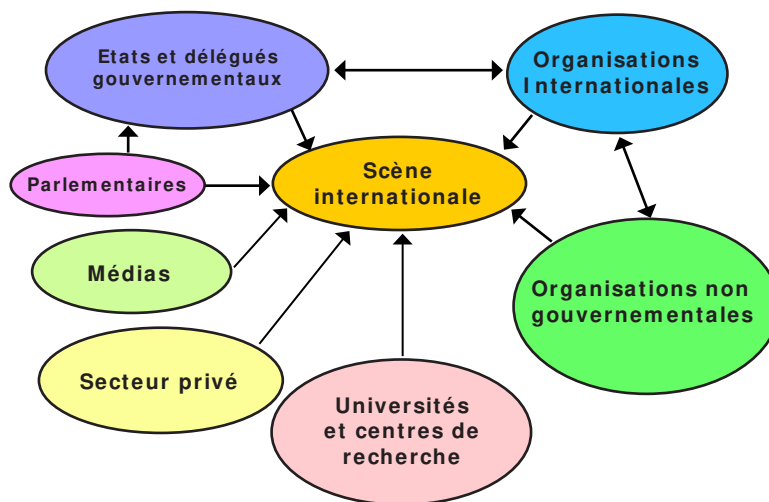 Etats et délégués
gouvernementaux
Organisations
Internationales
Scène
internationale
Parlementaires
Médias
Organisations non
gouvernementales
Secteur privé
Universités
et centres de
recherche